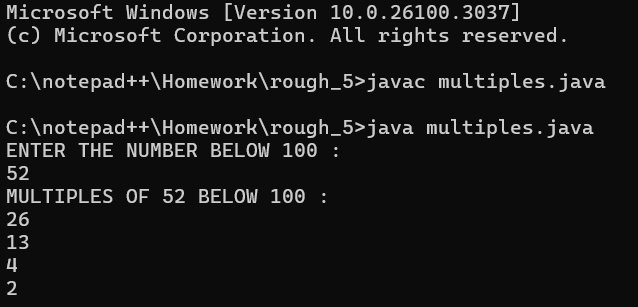 Microsoft Windows [Version 10.0.26100.3037]
(c) Microsoft Corporation. All rights reserved.
C:\notepad++\Homework\rough_5>javac multiples.java
C:\notepad++\Homework\rough_5>java multiples.java
ENTER THE NUMBER BELOW 100 :
52
MULTIPLES OF 52 BELOW 100 :
26
13
4
2